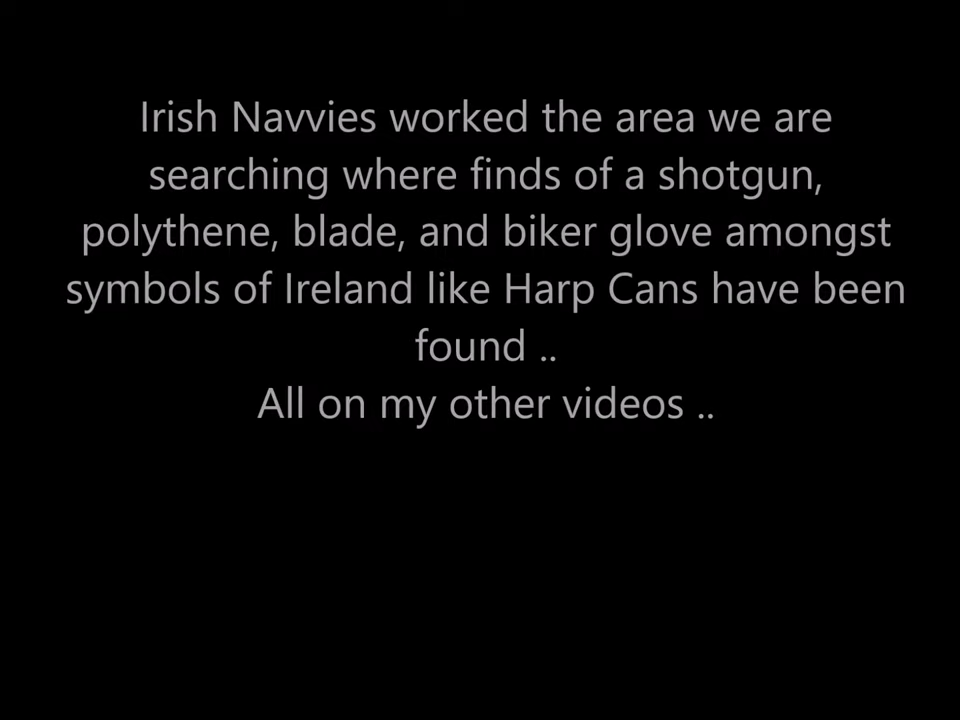 Irish Navvies worked the area we are
searching where finds of a shotgun,
polythene, blade, and biker glove amongst
symbols of Ireland like Harp Cans have been
found ..
All on my other videos ..